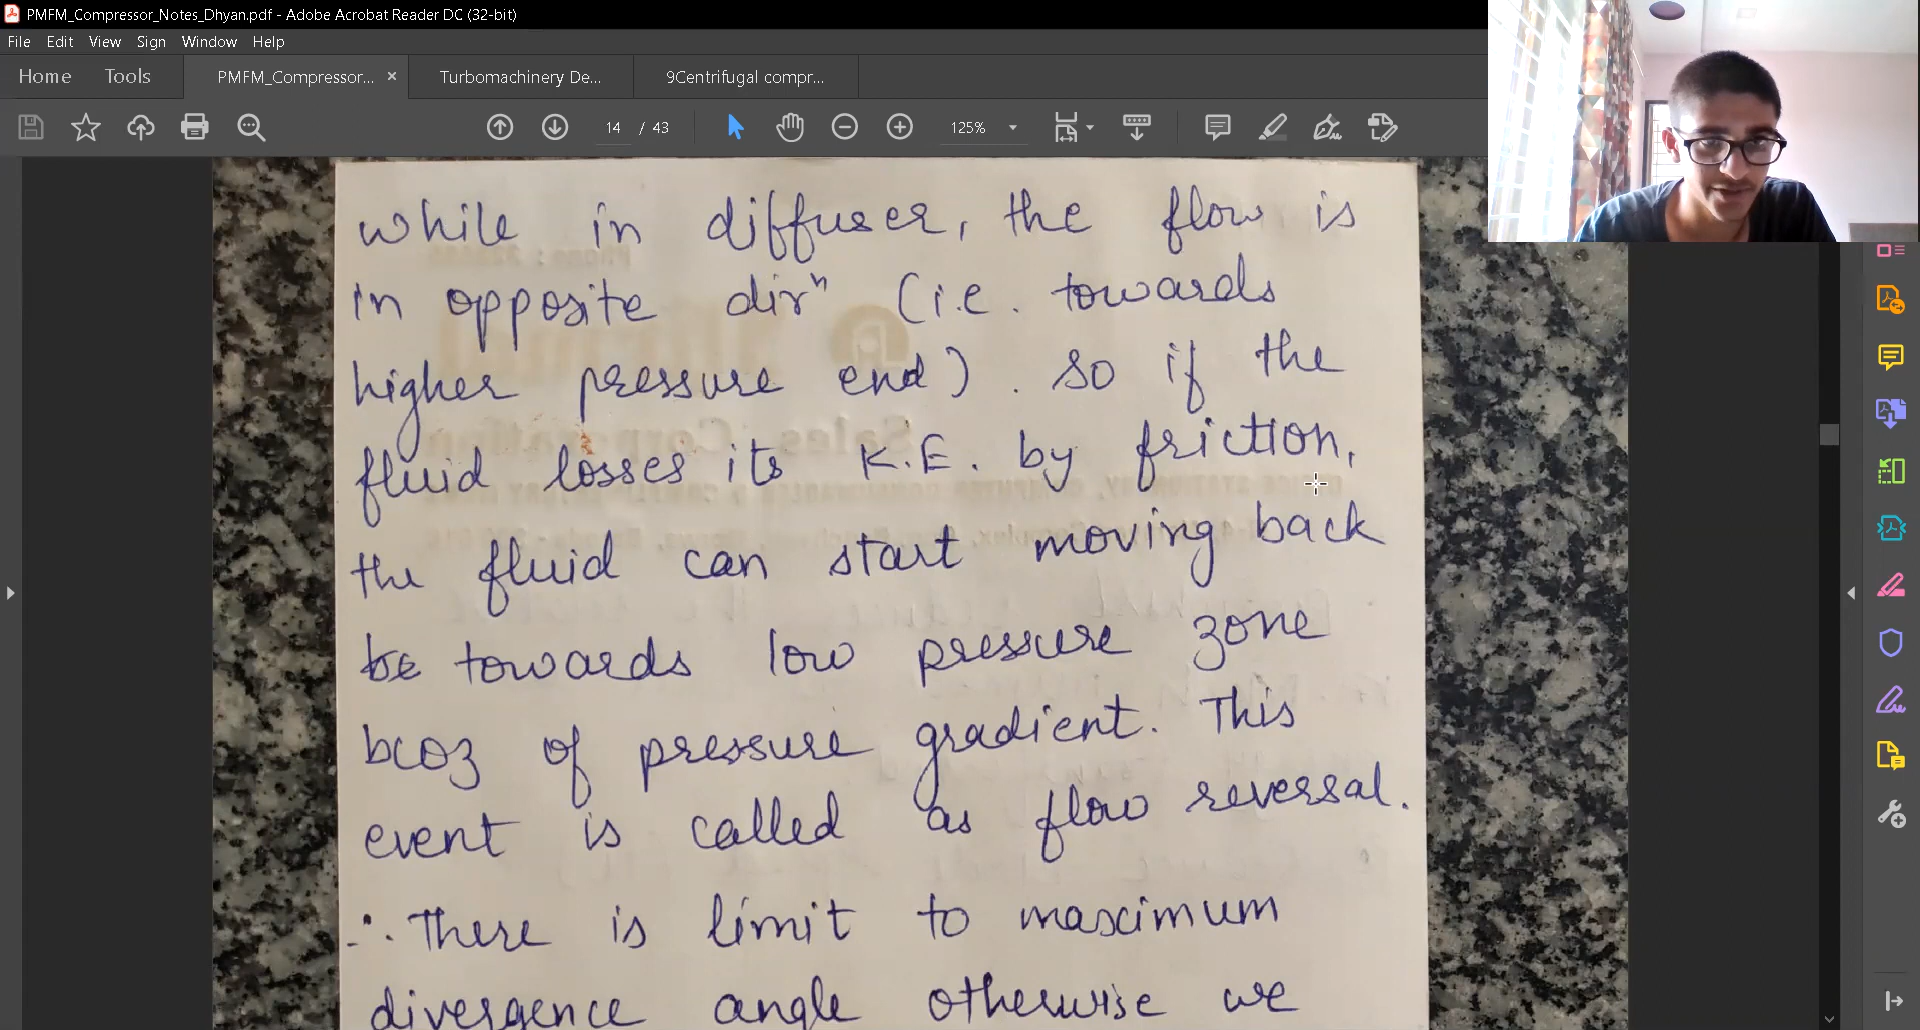 PMFM_Compressor_Notes_Dhyan.pdf - Adobe Acrobat Reader DC (32-bit)
File Edit View Sign Window Help
Home Tools PMFM_Compressor... × Turbomachinery De... 9Centrifugal compr...
14 / 43 125%
while in diffuser, the flow is
in opposite dirⁿ (i.e. towards
higher pressure end). So if the
fluid losses its K.E. by friction,
the fluid can start moving back
be towards low pressure zone
bcoz of pressure gradient. This
event is called as flow reversal.
∴ There is limit to maximum
divergence angle otherwise we